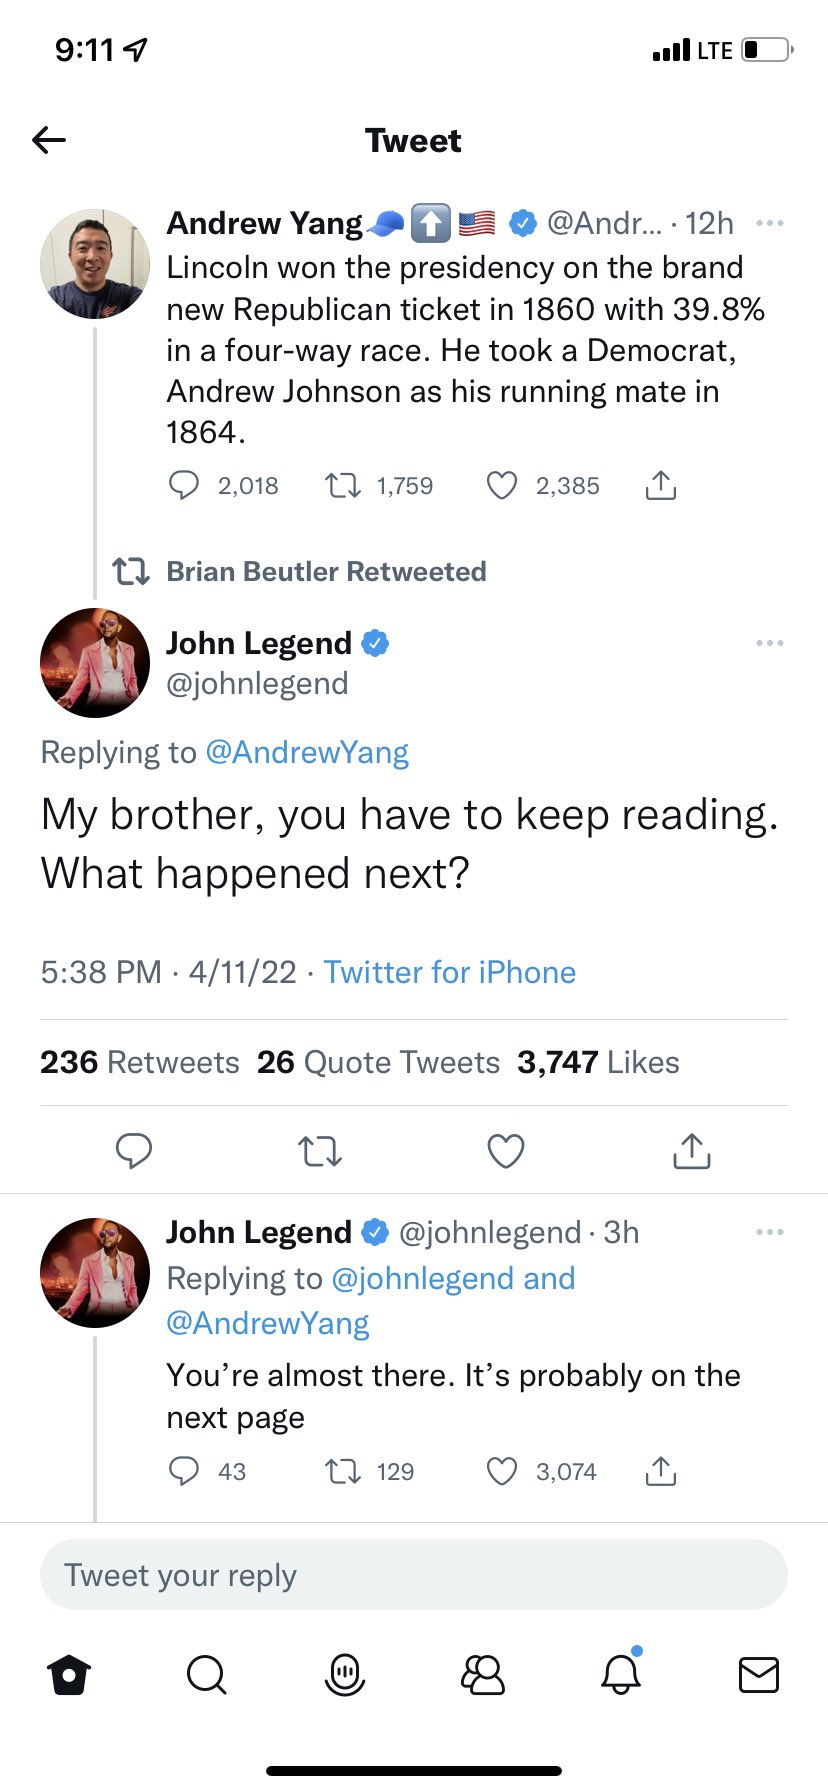 9:11 LTE
Tweet
Andrew Yang🧢⬆️🇺🇸 @Andr... · 12h
Lincoln won the presidency on the brand
new Republican ticket in 1860 with 39.8%
in a four-way race. He took a Democrat,
Andrew Johnson as his running mate in
1864.
2,018 1,759 2,385
Brian Beutler Retweeted
John Legend
@johnlegend
Replying to @AndrewYang
My brother, you have to keep reading.
What happened next?
5:38 PM · 4/11/22 · Twitter for iPhone
236 Retweets 26 Quote Tweets 3,747 Likes
John Legend @johnlegend · 3h
Replying to @johnlegend and
@AndrewYang
You’re almost there. It’s probably on the
next page
43 129 3,074
Tweet your reply